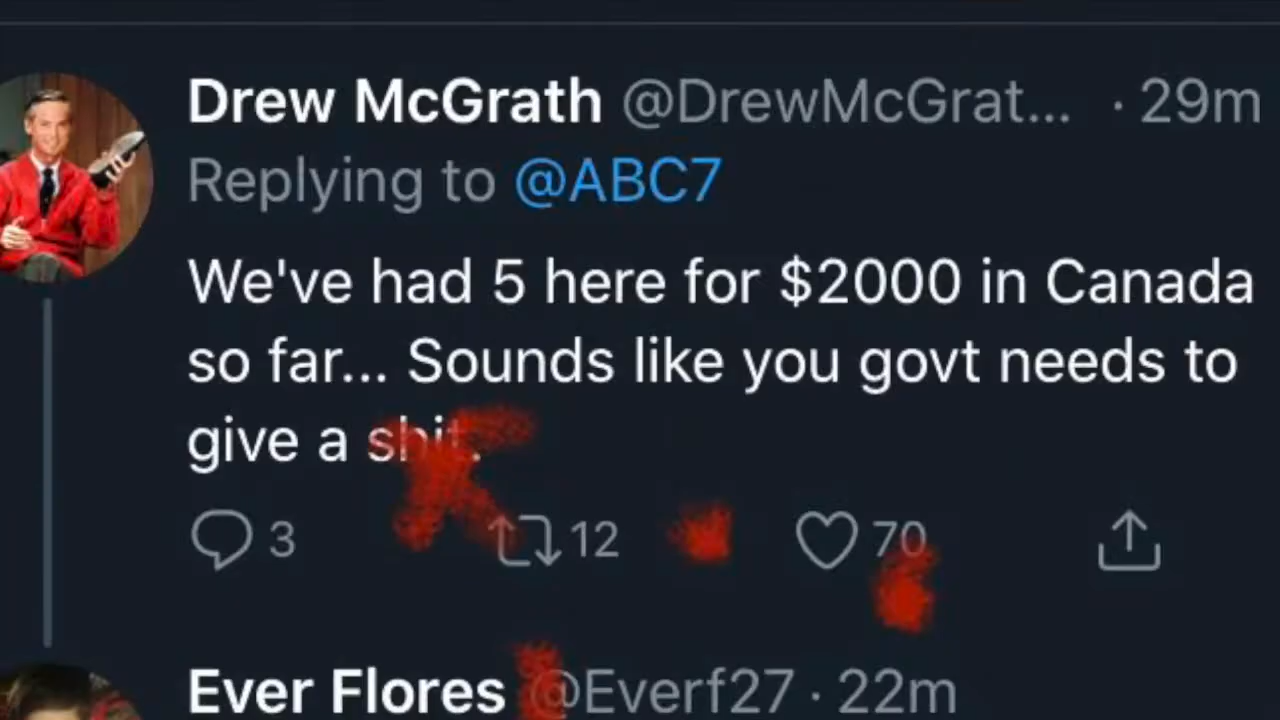 Drew McGrath @DrewMcGrat... · 29m
Replying to @ABC7
We've had 5 here for $2000 in Canada
so far... Sounds like you govt needs to
give a shit.
3 12 70
Ever Flores @Everf27 · 22m